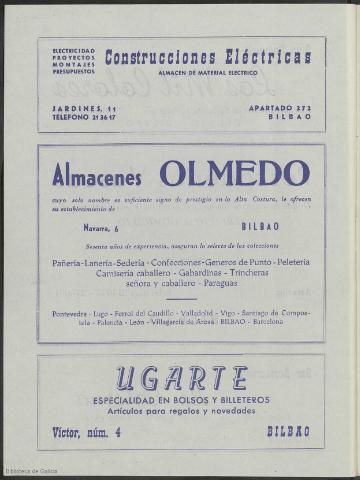 ELECTRICIDAD
PROYECTOS
MONTAJES
PRESUPUESTOS
Construcciones Eléctricas
ALMACEN DE MATERIAL ELECTRICO
JARDINES, 11
TELEFONO 21 36 17
APARTADO 272
BILBAO
Almacenes OLMEDO
cuyo solo nombre es suficiente signo de prestigio en la Alta Costura, le ofrecen
su establecimiento de
Navarra, 6 BILBAO
Sesenta años de experiencia, aseguran la selecta de las colecciones
Pañería-Lanería-Sedería - Confecciones-Generos de Punto - Peletería
Camisería caballero - Gabardinas - Trincheras
señora y caballero - Paraguas
Pontevedra - Lugo - Ferrol del Caudillo - Valladolid - Vigo - Santiago de Compos-
tela - Palencia - León - Villagarcía de Arosa - BILBAO - Barcelona
UGARTE
ESPECIALIDAD EN BOLSOS Y BILLETEROS
Artículos para regalos y novedades
Víctor, núm. 4 BILBAO
Biblioteca de Galicia